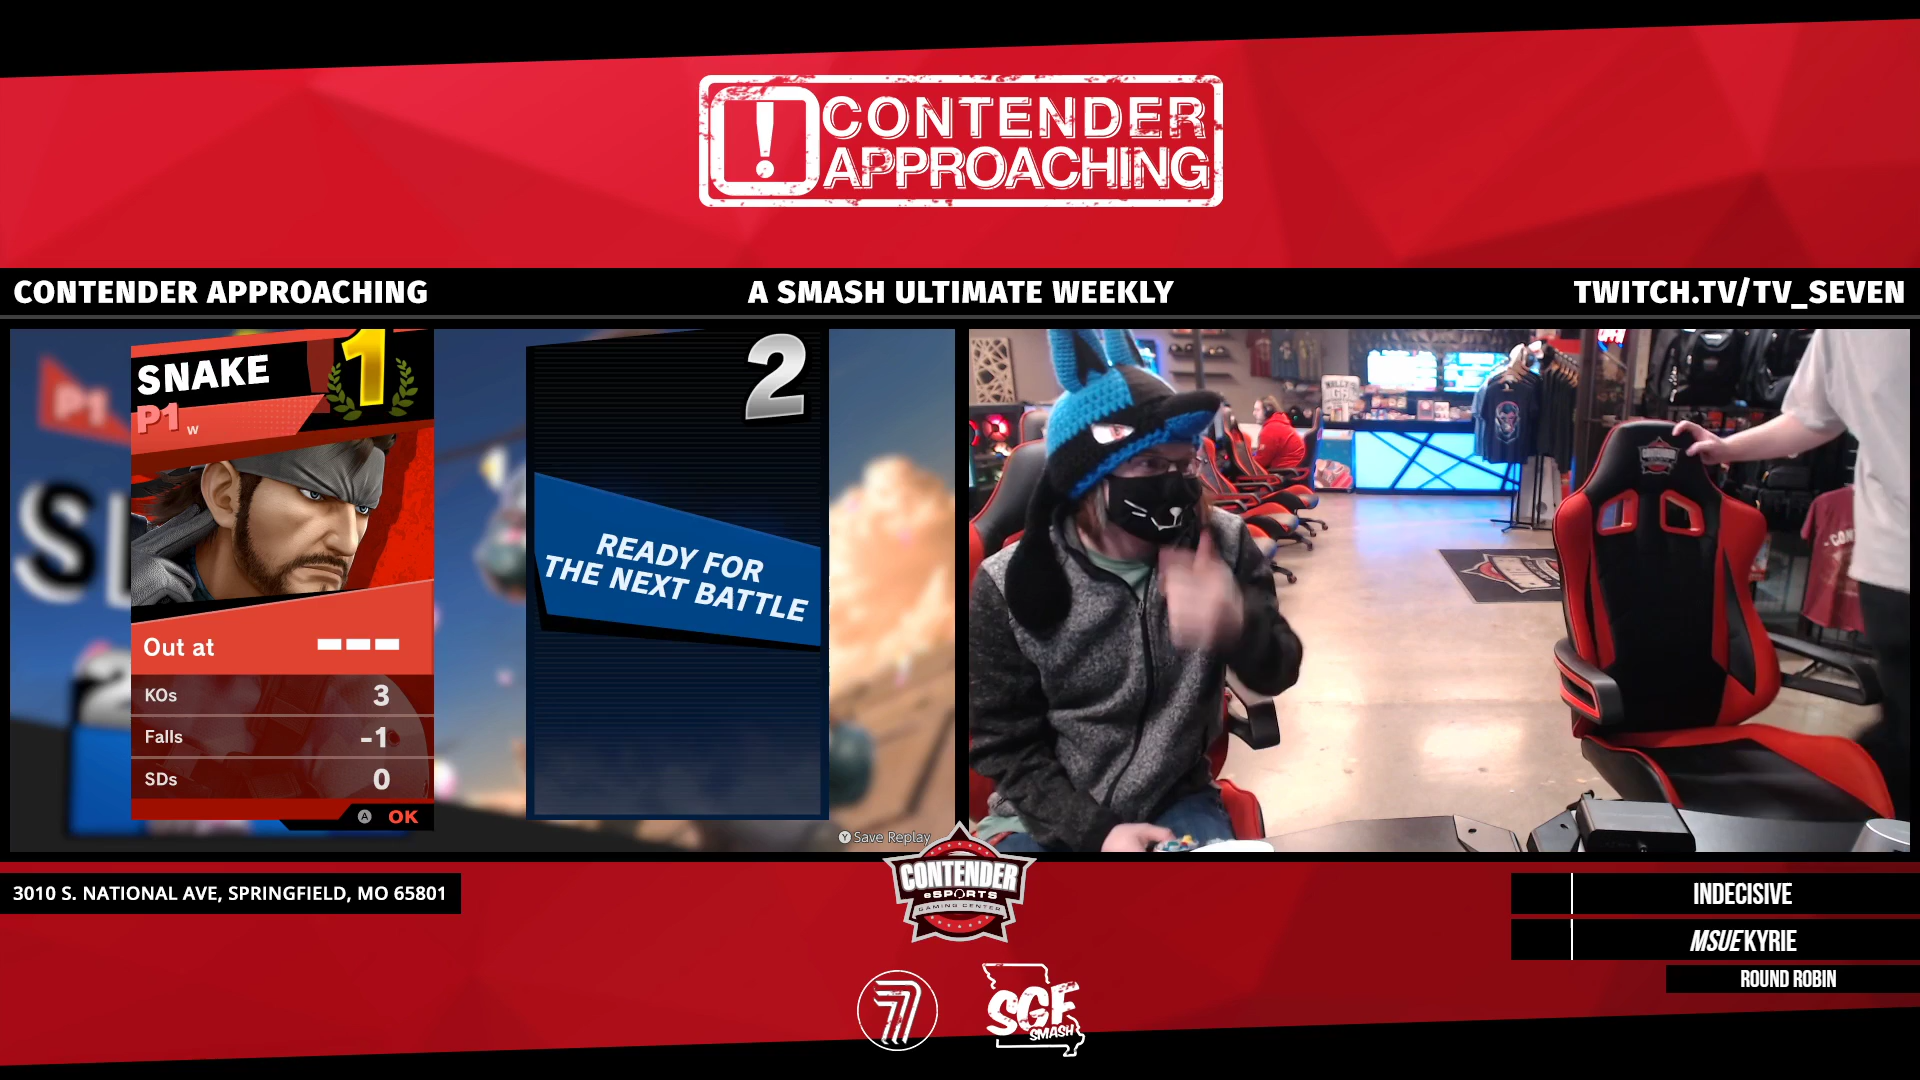 CONTENDER
APPROACHING
CONTENDER APPROACHING
A SMASH ULTIMATE WEEKLY
TWITCH.TV/TV_SEVEN
SNAKE
1
P1
w
Out at
---
KOs 3
Falls -1
SDs 0
A OK
2
READY FOR
THE NEXT BATTLE
P1
Y Save Replay
3010 S. NATIONAL AVE, SPRINGFIELD, MO 65801
CONTENDER
ESPORTS
GAMING CENTER
7
SGF
SMASH
INDECISIVE
MSUE KYRIE
ROUND ROBIN